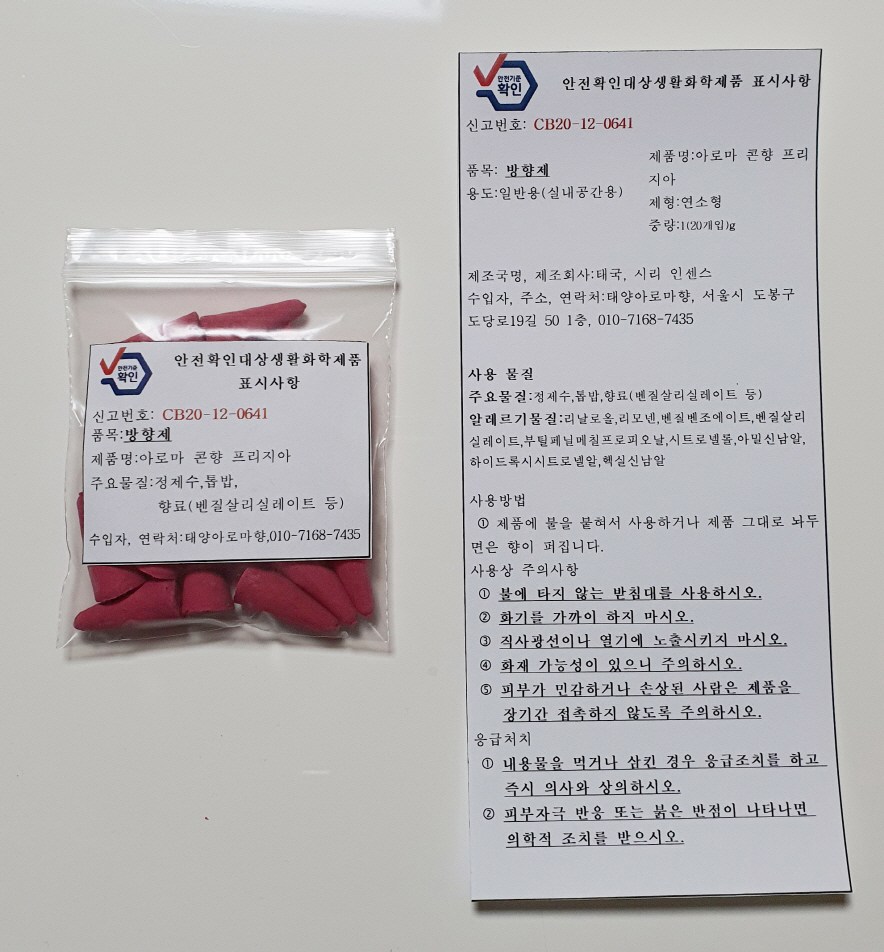 안전기준
확인
안전확인대상생활화학제품
표시사항
신고번호: CB20-12-0641
품목:방향제
제품명:아로마 콘향 프리지아
주요물질:정제수,톱밥,
향료(벤질살리실레이트 등)
수입자, 연락처:태양아로마향,010-7168-7435
안전기준
확인
안전확인대상생활화학제품 표시사항
신고번호: CB20-12-0641
품목: 방향제
용도:일반용(실내공간용)
제품명:아로마 콘향 프리
지아
제형:연소형
중량:1(20개입)g
제조국명, 제조회사:태국, 시리 인센스
수입자, 주소, 연락처:태양아로마향, 서울시 도봉구
도당로19길 50 1층, 010-7168-7435
사용 물질
주요물질:정제수,톱밥,향료(벤질살리실레이트 등)
알레르기물질:리날로올,리모넨,벤질벤조에이트,벤질살리
실레이트,부틸페닐메칠프로피오날,시트로넬롤,아밀신남알,
하이드록시시트로넬알,헥실신남알
사용방법
① 제품에 불을 붙혀서 사용하거나 제품 그대로 놔두
면은 향이 퍼집니다.
사용상 주의사항
① 불에 타지 않는 받침대를 사용하시오.
② 화기를 가까이 하지 마시오.
③ 직사광선이나 열기에 노출시키지 마시오.
④ 화재 가능성이 있으니 주의하시오.
⑤ 피부가 민감하거나 손상된 사람은 제품을
장기간 접촉하지 않도록 주의하시오.
응급처치
① 내용물을 먹거나 삼킨 경우 응급조치를 하고
즉시 의사와 상의하시오.
② 피부자극 반응 또는 붉은 반점이 나타나면
의학적 조치를 받으시오.